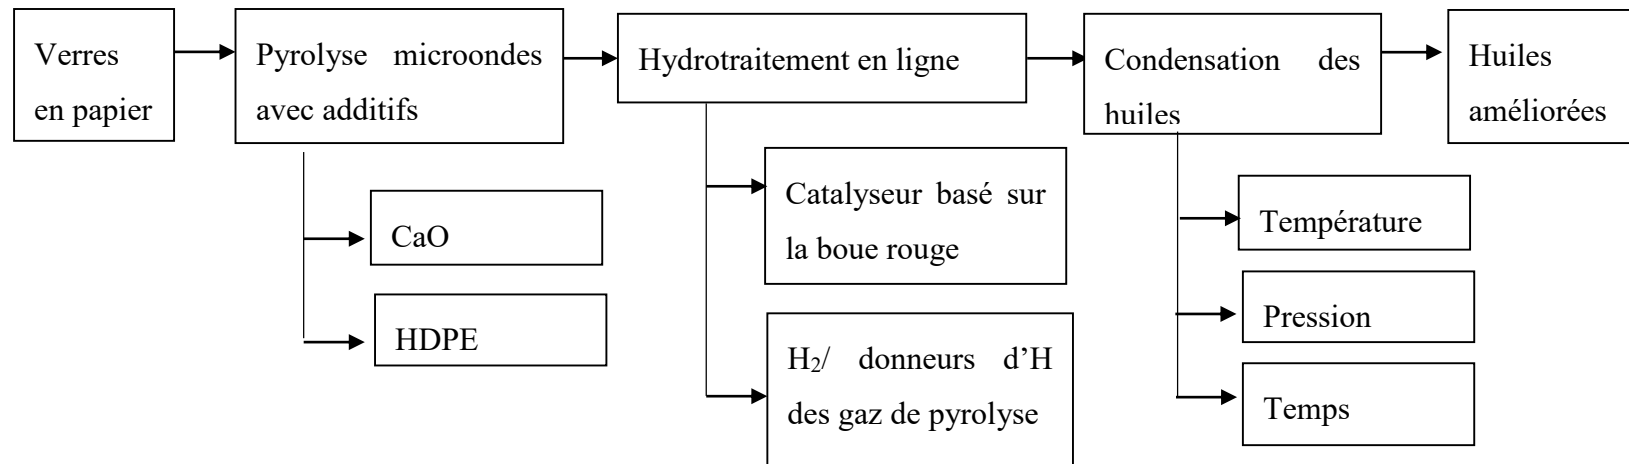 Verres
en papier
Pyrolyse microondes
avec additifs
Hydrotraitement en ligne
Condensation des
huiles
Huiles
améliorées
CaO
HDPE
Catalyseur basé sur
la boue rouge
H₂/ donneurs d’H
des gaz de pyrolyse
Température
Pression
Temps